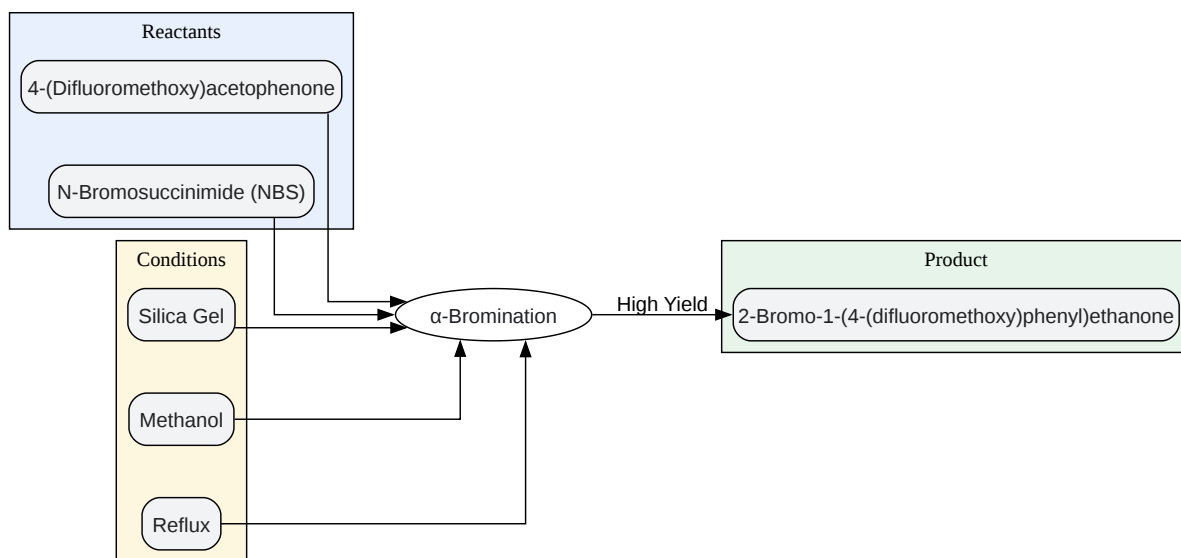 Reactants
4-(Difluoromethoxy)acetophenone
N-Bromosuccinimide (NBS)
Conditions
Silica Gel
Methanol
Reflux
α-Bromination
High Yield
Product
2-Bromo-1-(4-(difluoromethoxy)phenyl)ethanone